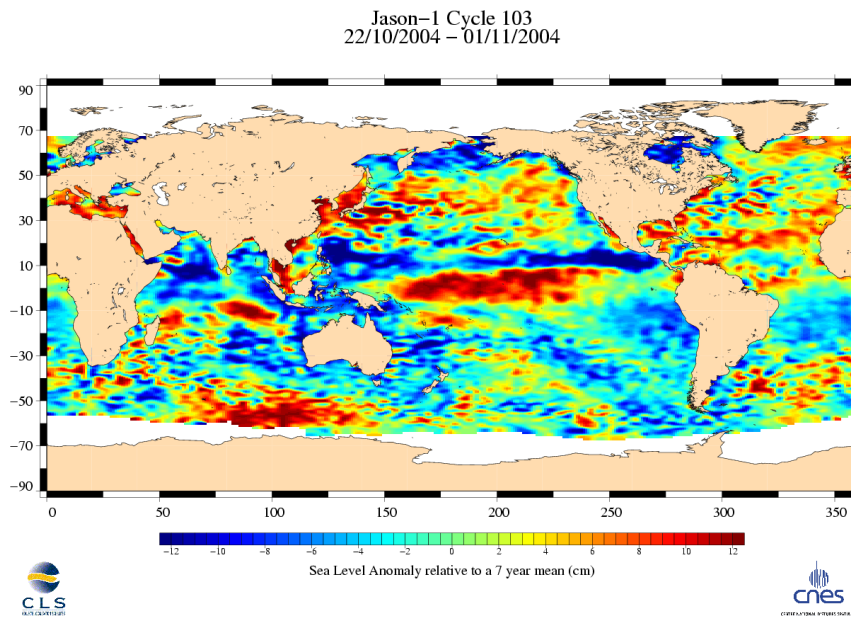 Jason-1 Cycle 103
22/10/2004 - 01/11/2004
90
70
50
30
10
-10
-30
-50
-70
-90
0 50 100 150 200 250 300 350
-12 -10 -8 -6 -4 -2 0 2 4 6 8 10 12
Sea Level Anomaly relative to a 7 year mean (cm)
CLS
cnes